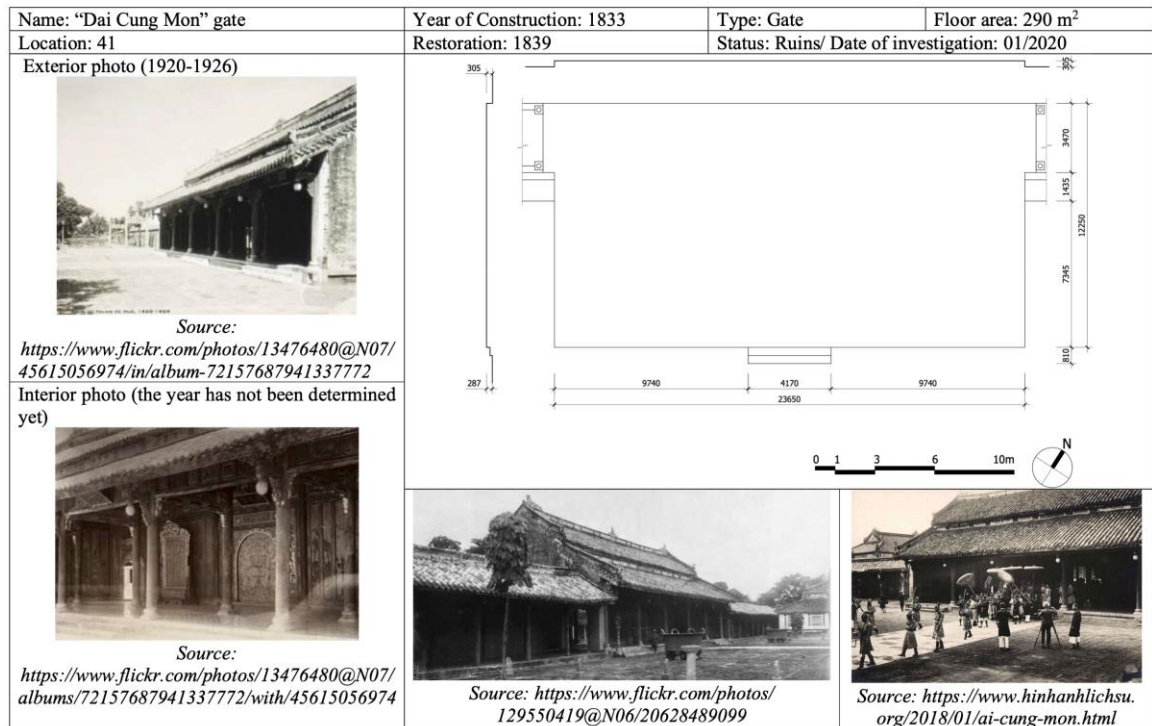 Name: “Dai Cung Mon” gate
Year of Construction: 1833
Type: Gate
Floor area: 290 m²
Location: 41
Restoration: 1839
Status: Ruins/ Date of investigation: 01/2020
Exterior photo (1920-1926)
Source:
https://www.flickr.com/photos/13476480@N07/
45615056974/in/album-72157687941337772
Interior photo (the year has not been determined
yet)
Source:
https://www.flickr.com/photos/13476480@N07/
albums/72157687941337772/with/45615056974
305
305
3470
1435
12250
7345
810
287
9740
4170
9740
23650
0 1 3 6 10m
N
Source: https://www.flickr.com/photos/
129550419@N06/20628489099
Source: https://www.hinhanhlichsu.
org/2018/01/ai-cung-mon.html